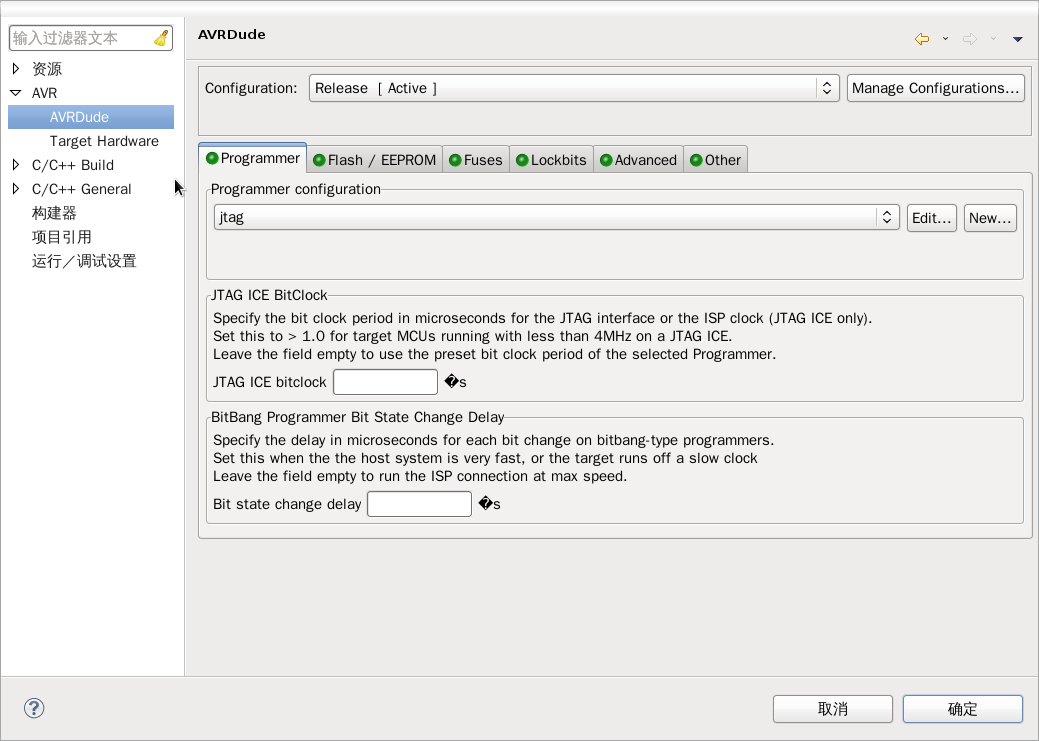 输入过滤器文本
资源
AVR
AVRDude
Target Hardware
C/C++ Build
C/C++ General
构建器
项目引用
运行／调试设置
AVRDude
Configuration: Release [ Active ] Manage Configurations...
Programmer Flash / EEPROM Fuses Lockbits Advanced Other
Programmer configuration
jtag Edit... New...
JTAG ICE BitClock
Specify the bit clock period in microseconds for the JTAG interface or the ISP clock (JTAG ICE only).
Set this to > 1.0 for target MCUs running with less than 4MHz on a JTAG ICE.
Leave the field empty to use the preset bit clock period of the selected Programmer.
JTAG ICE bitclock �s
BitBang Programmer Bit State Change Delay
Specify the delay in microseconds for each bit change on bitbang-type programmers.
Set this when the the host system is very fast, or the target runs off a slow clock
Leave the field empty to run the ISP connection at max speed.
Bit state change delay �s
? 取消 确定